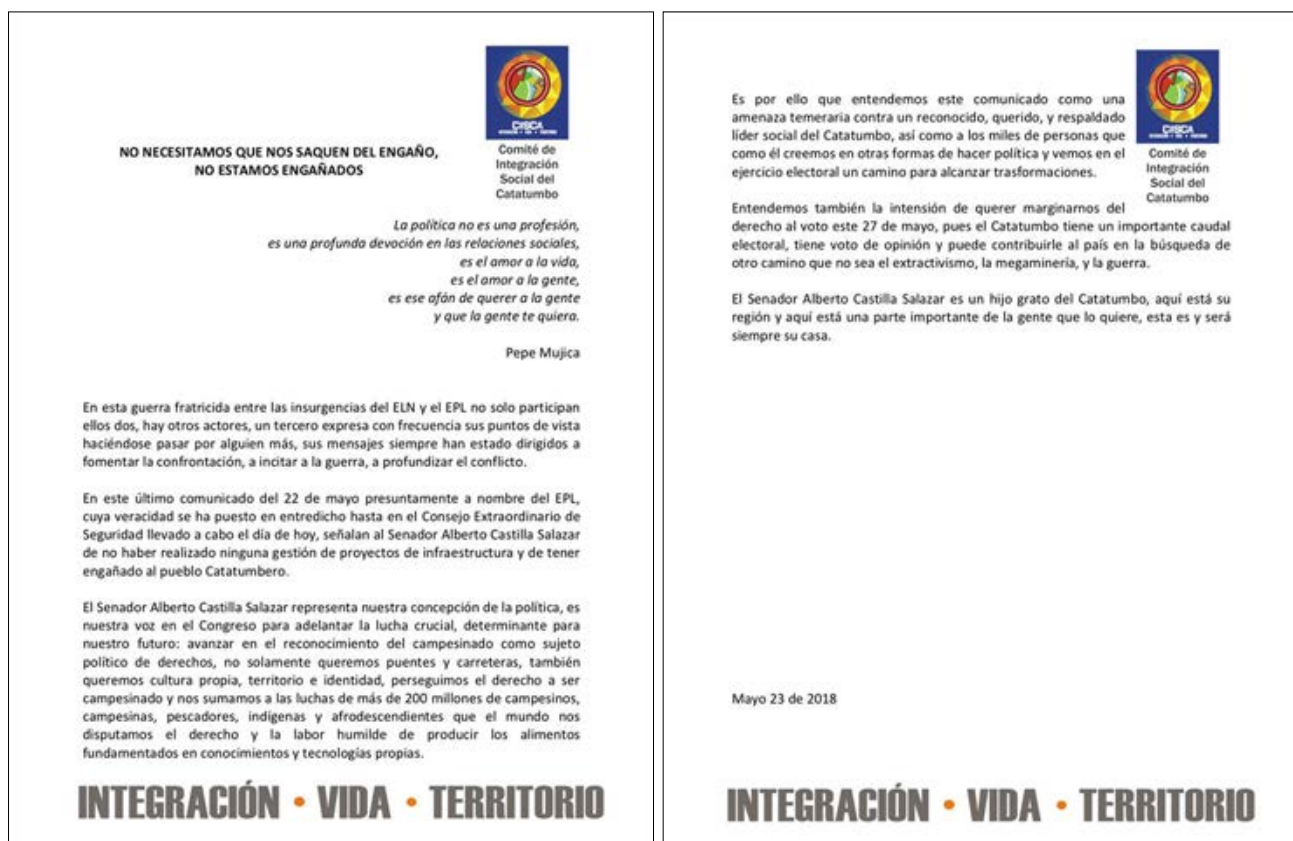 CISCA
INTEGRACIÓN • VIDA • TERRITORIO
Comité de
Integración
Social del
Catatumbo
NO NECESITAMOS QUE NOS SAQUEN DEL ENGAÑO,
NO ESTAMOS ENGAÑADOS
La política no es una profesión,
es una profunda devoción en las relaciones sociales,
es el amor a la vida,
es el amor a la gente,
es ese afán de querer a la gente
y que la gente te quiera.
Pepe Mujica
En esta guerra fratricida entre las insurgencias del ELN y el EPL no solo participan
ellos dos, hay otros actores, un tercero expresa con frecuencia sus puntos de vista
haciéndose pasar por alguien más, sus mensajes siempre han estado dirigidos a
fomentar la confrontación, a incitar a la guerra, a profundizar el conflicto.
En este último comunicado del 22 de mayo presuntamente a nombre del EPL,
cuya veracidad se ha puesto en entredicho hasta en el Consejo Extraordinario de
Seguridad llevado a cabo el día de hoy, señalan al Senador Alberto Castilla Salazar
de no haber realizado ninguna gestión de proyectos de infraestructura y de tener
engañado al pueblo Catatumbero.
El Senador Alberto Castilla Salazar representa nuestra concepción de la política, es
nuestra voz en el Congreso para adelantar la lucha crucial, determinante para
nuestro futuro: avanzar en el reconocimiento del campesinado como sujeto
político de derechos, no solamente queremos puentes y carreteras, también
queremos cultura propia, territorio e identidad, perseguimos el derecho a ser
campesinado y nos sumamos a las luchas de más de 200 millones de campesinos,
campesinas, pescadores, indígenas y afrodescendientes que el mundo nos
disputamos el derecho y la labor humilde de producir los alimentos
fundamentados en conocimientos y tecnologías propias.
INTEGRACIÓN • VIDA • TERRITORIO
CISCA
INTEGRACIÓN • VIDA • TERRITORIO
Comité de
Integración
Social del
Catatumbo
Es por ello que entendemos este comunicado como una
amenaza temeraria contra un reconocido, querido, y respaldado
líder social del Catatumbo, así como a los miles de personas que
como él creemos en otras formas de hacer política y vemos en el
ejercicio electoral un camino para alcanzar trasformaciones.
Entendemos también la intensión de querer marginarnos del
derecho al voto este 27 de mayo, pues el Catatumbo tiene un importante caudal
electoral, tiene voto de opinión y puede contribuirle al país en la búsqueda de
otro camino que no sea el extractivismo, la megaminería, y la guerra.
El Senador Alberto Castilla Salazar es un hijo grato del Catatumbo, aquí está su
región y aquí está una parte importante de la gente que lo quiere, esta es y será
siempre su casa.
Mayo 23 de 2018
INTEGRACIÓN • VIDA • TERRITORIO